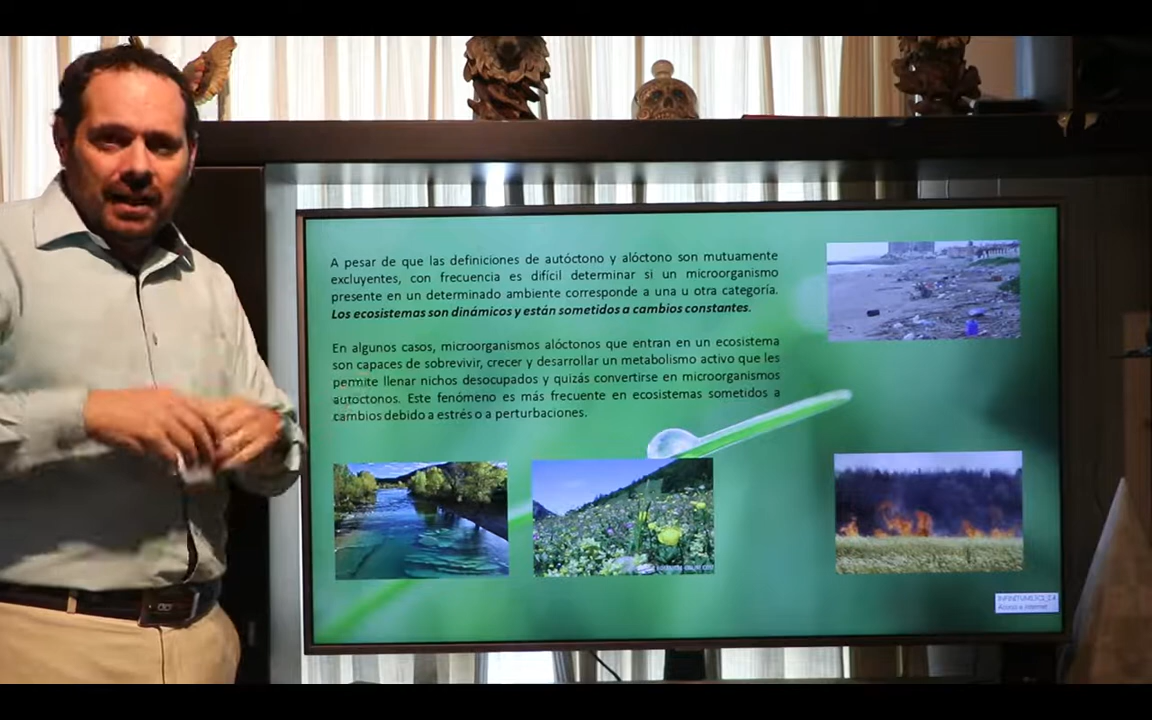 A pesar de que las definiciones de autóctono y alóctono son mutuamente
excluyentes, con frecuencia es difícil determinar si un microorganismo
presente en un determinado ambiente corresponde a una u otra categoría.
Los ecosistemas son dinámicos y están sometidos a cambios constantes.
En algunos casos, microorganismos alóctonos que entran en un ecosistema
son capaces de sobrevivir, crecer y desarrollar un metabolismo activo que les
permite llenar nichos desocupados y quizás convertirse en microorganismos
autóctonos. Este fenómeno es más frecuente en ecosistemas sometidos a
cambios debido a estrés o a perturbaciones.
Acceso a Internet